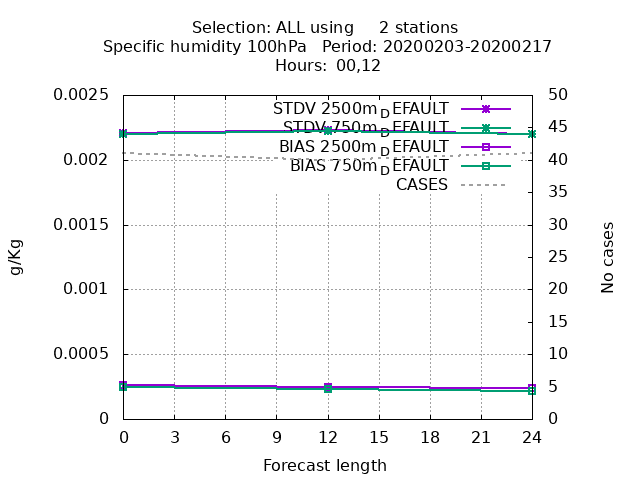 Selection: ALL using     2 stations
Specific humidity 100hPa   Period: 20200203-20200217
Hours:  00,12
0.0025
0.002
0.0015
0.001
0.0005
0
50
45
40
35
30
25
20
15
10
5
0
STDV 2500m_DEFAULT
STDV 750m_DEFAULT
BIAS 2500m_DEFAULT
BIAS 750m_DEFAULT
CASES
g/Kg
No cases
0 3 6 9 12 15 18 21 24
Forecast length